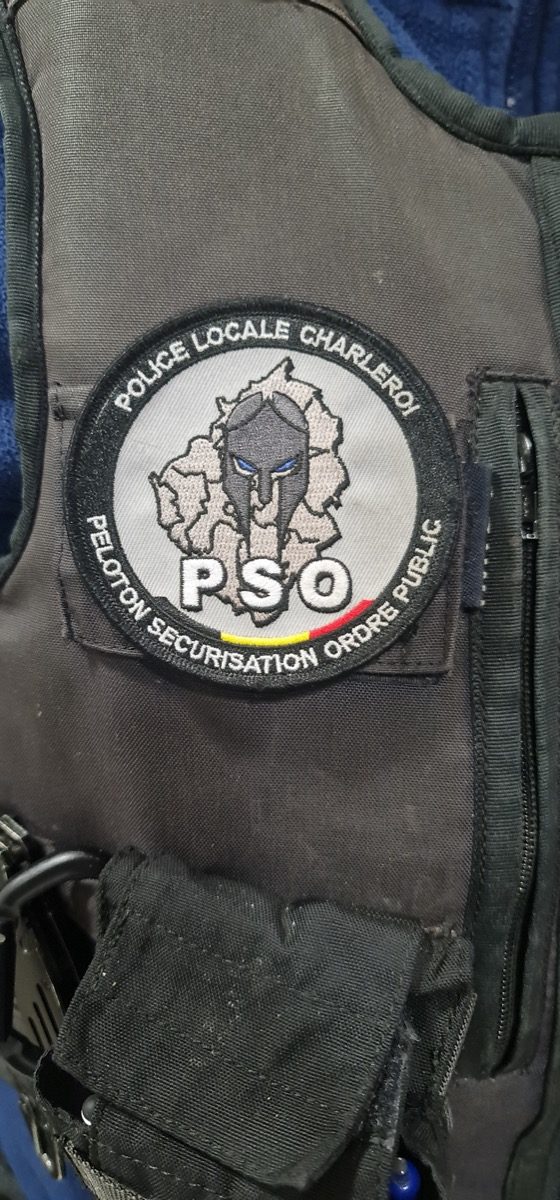 POLICE LOCALE CHARLEROI
PSO
PELOTON SECURISATION ORDRE PUBLIC